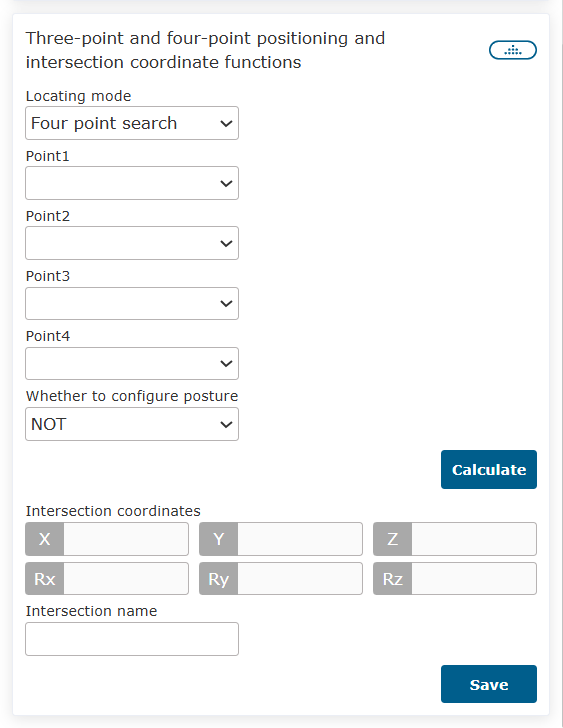 Three-point and four-point positioning and
intersection coordinate functions
Locating mode
Four point search
Point1
Point2
Point3
Point4
Whether to configure posture
NOT
Calculate
Intersection coordinates
X Y Z
Rx Ry Rz
Intersection name
Save